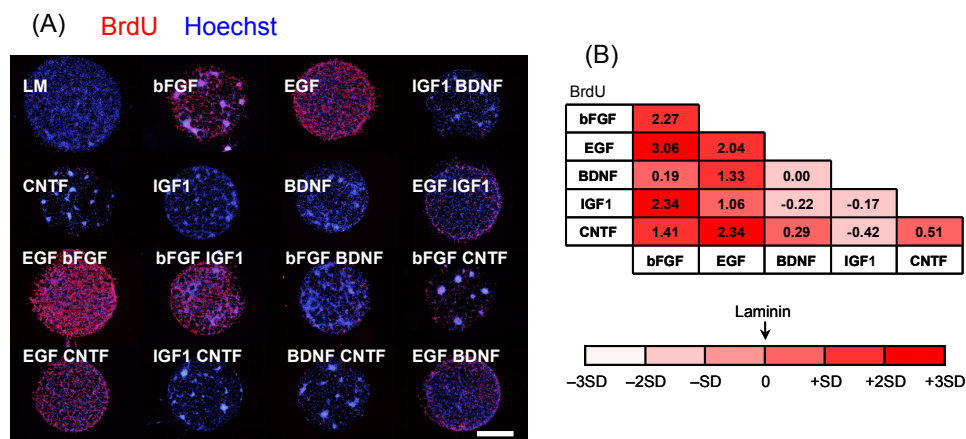 (A) BrdU Hoechst
LM bFGF EGF IGF1 BDNF
CNTF IGF1 BDNF EGF IGF1
EGF bFGF bFGF IGF1 bFGF BDNF bFGF CNTF
EGF CNTF IGF1 CNTF BDNF CNTF EGF BDNF
(B)
BrdU
bFGF 2.27
EGF 3.06 2.04
BDNF 0.19 1.33 0.00
IGF1 2.34 1.06 -0.22 -0.17
CNTF 1.41 2.34 0.29 -0.42 0.51
bFGF EGF BDNF IGF1 CNTF
Laminin
–3SD –2SD –SD 0 +SD +2SD +3SD